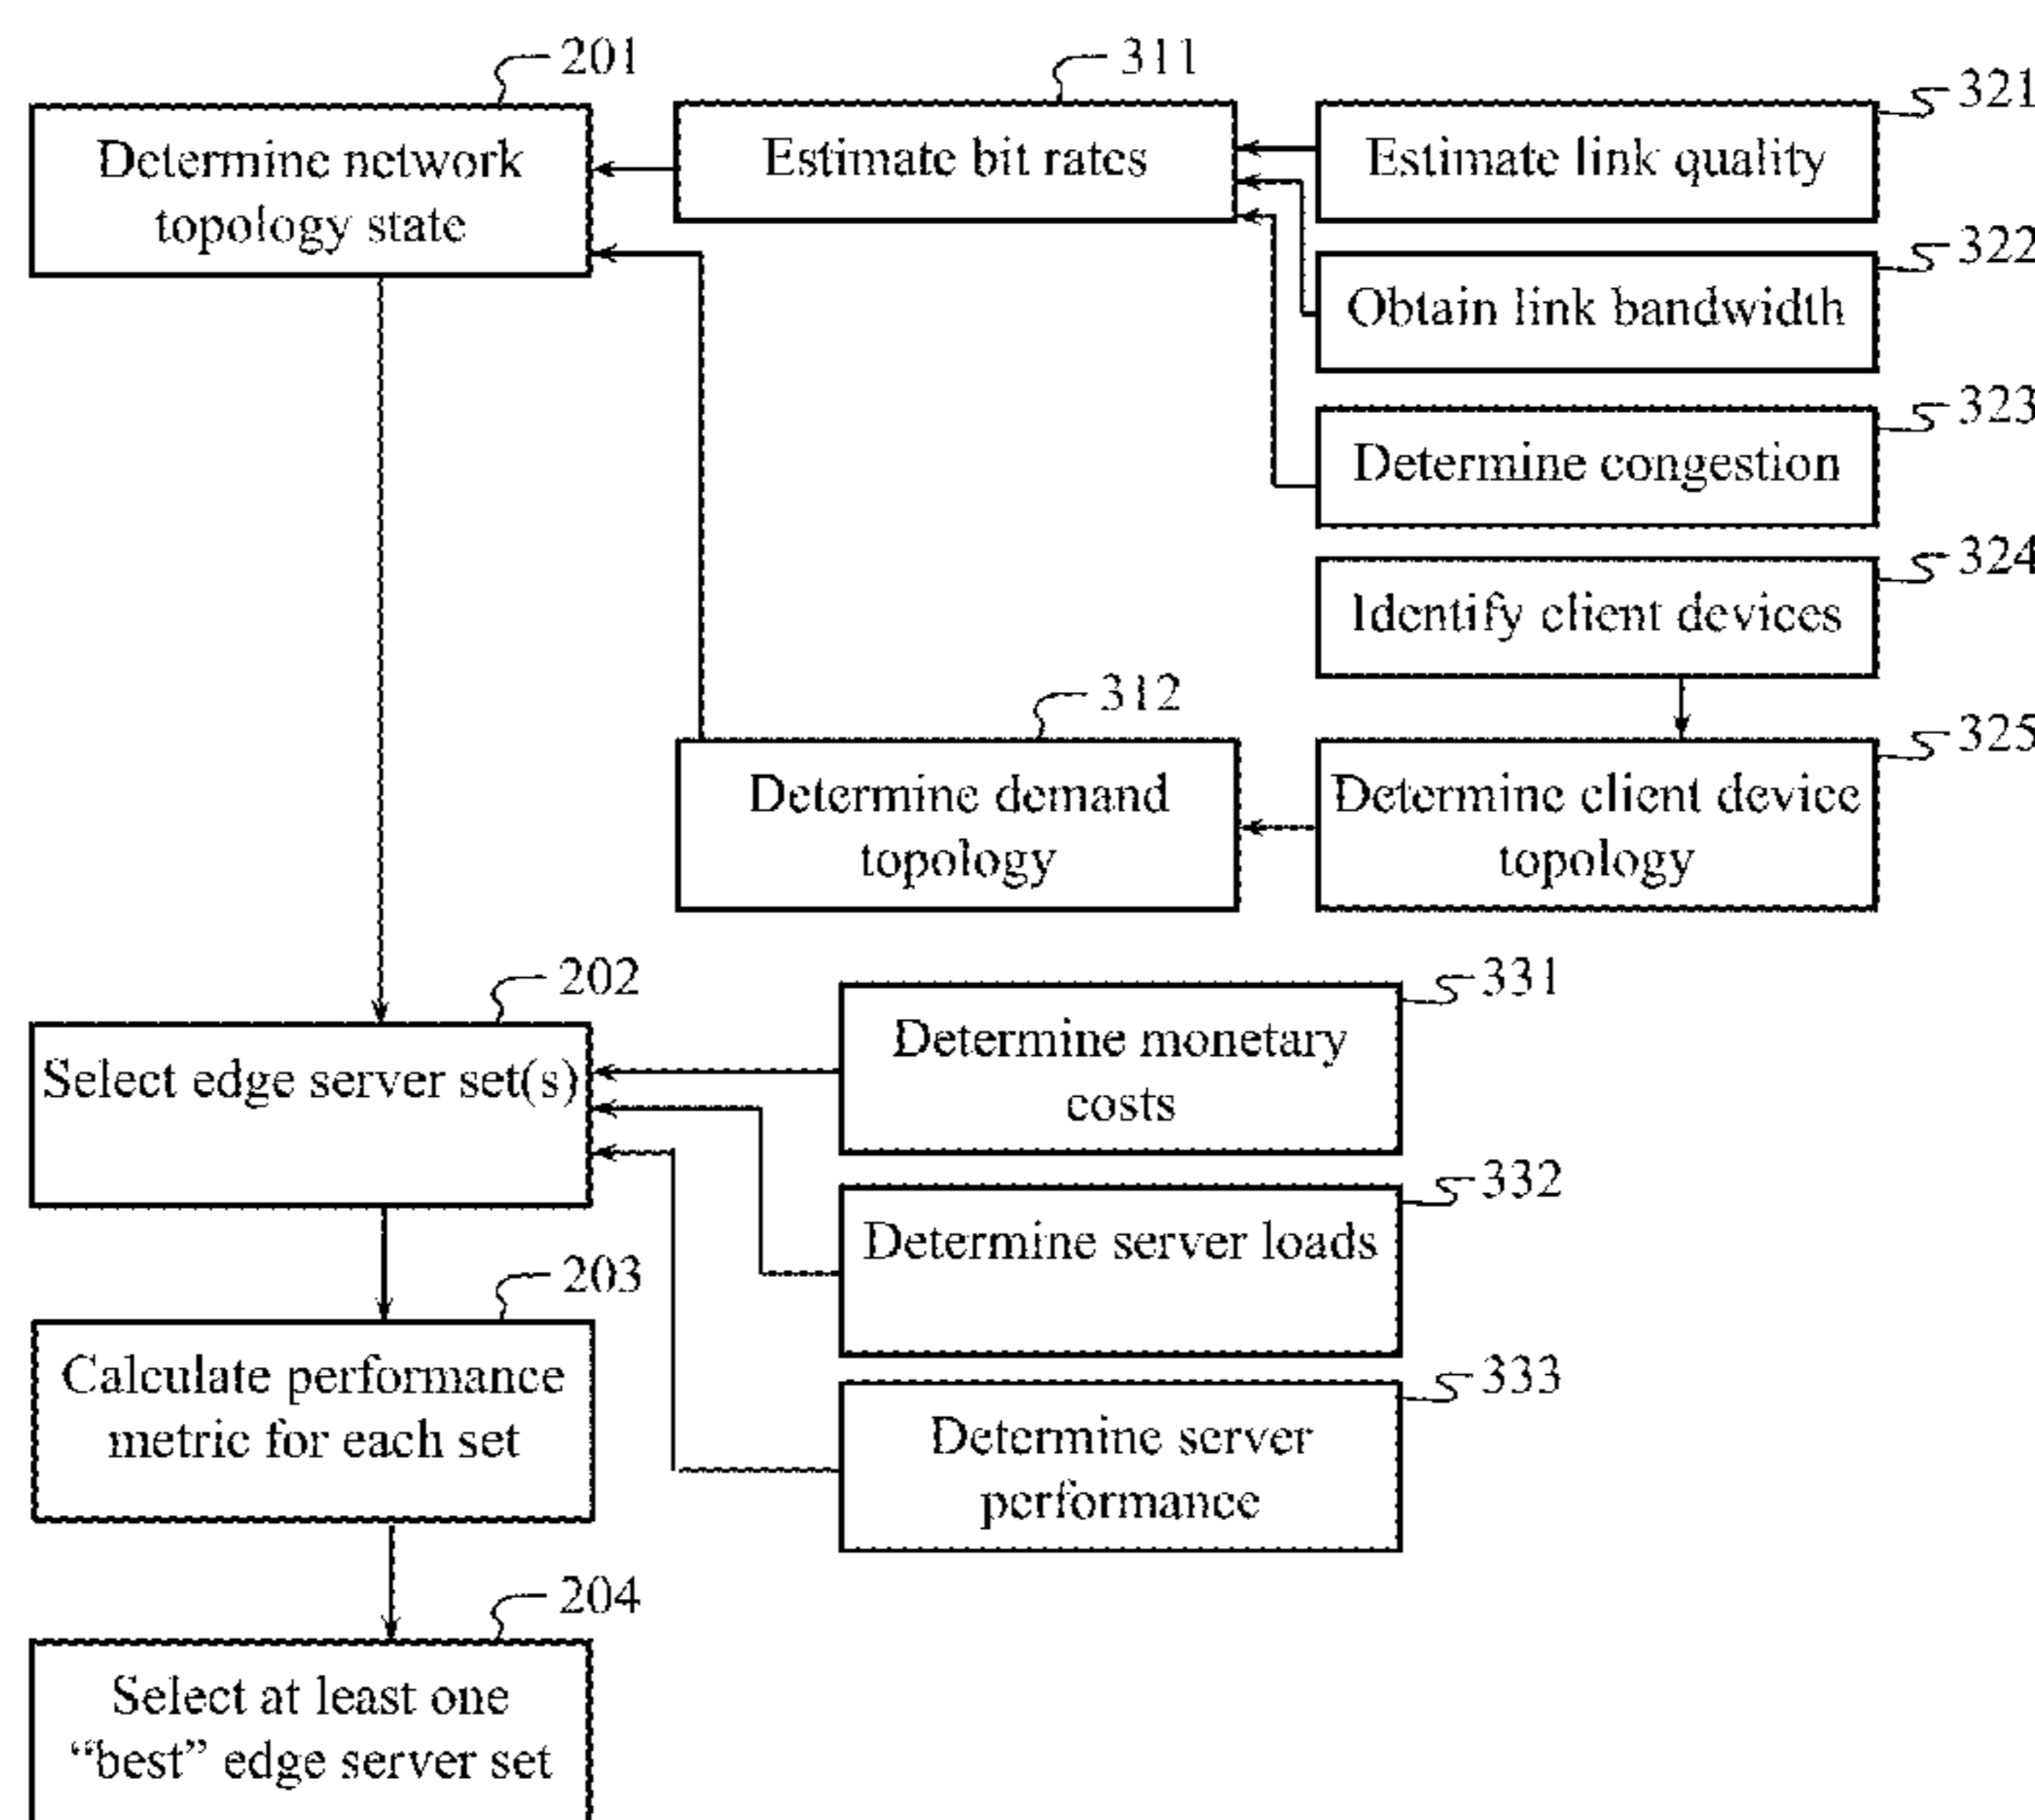 201
Determine network
topology state
311
Estimate bit rates
321
Estimate link quality
322
Obtain link bandwidth
323
Determine congestion
324
Identify client devices
325
Determine client device
topology
312
Determine demand
topology
202
Select edge server set(s)
331
Determine monetary
costs
332
Determine server loads
333
Determine server
performance
203
Calculate performance
metric for each set
204
Select at least one
“best” edge server set